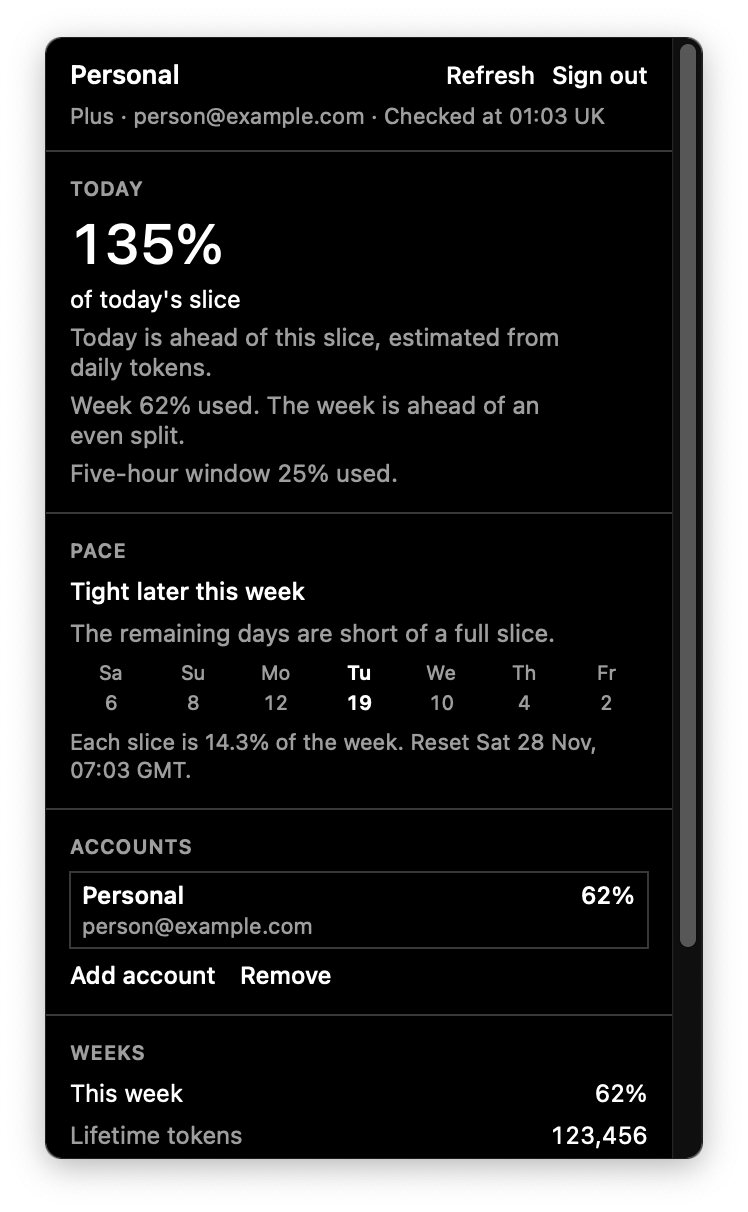 Personal Refresh Sign out
Plus · person@example.com · Checked at 01:03 UK
TODAY
135%
of today's slice
Today is ahead of this slice, estimated from
daily tokens.
Week 62% used. The week is ahead of an
even split.
Five-hour window 25% used.
PACE
Tight later this week
The remaining days are short of a full slice.
Sa Su Mo Tu We Th Fr
6 8 12 19 10 4 2
Each slice is 14.3% of the week. Reset Sat 28 Nov,
07:03 GMT.
ACCOUNTS
Personal 62%
person@example.com
Add account Remove
WEEKS
This week 62%
Lifetime tokens 123,456